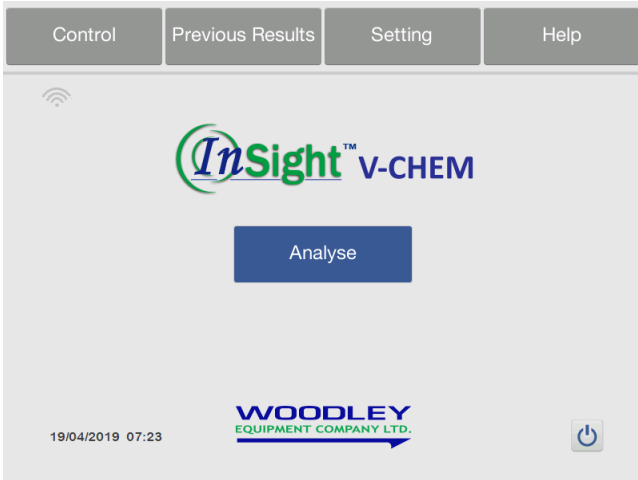 Control Previous Results Setting Help
InSight™ V-CHEM
Analyse
WOODLEY
EQUIPMENT COMPANY LTD.
19/04/2019 07:23